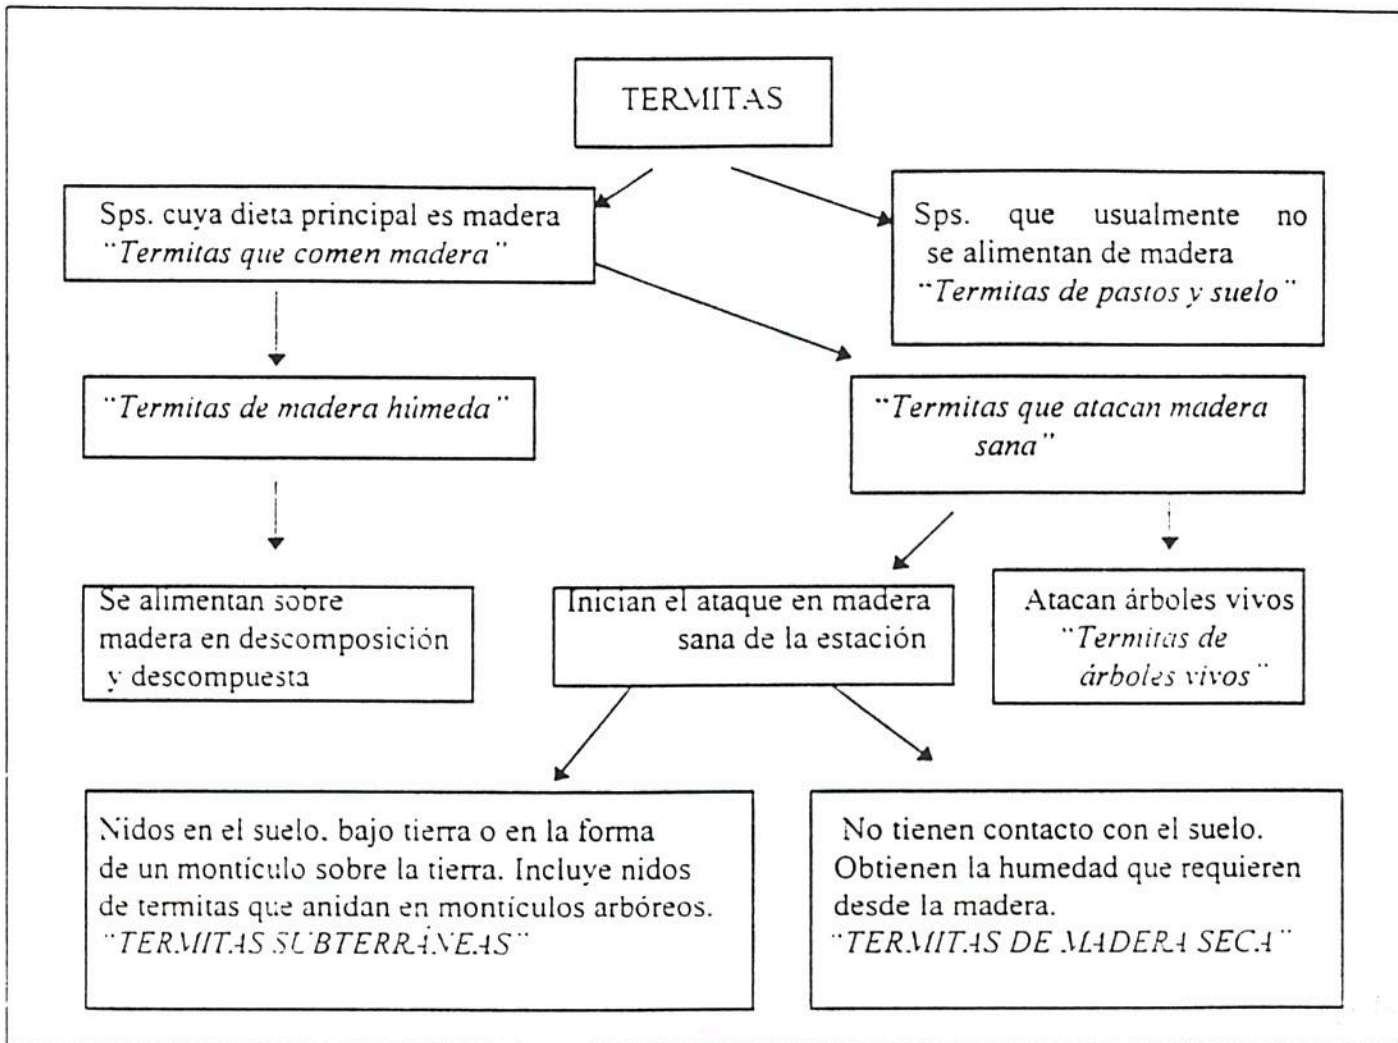 TERMITAS
Sps. cuya dieta principal es madera
"Termitas que comen madera"
Sps. que usualmente no
se alimentan de madera
"Termitas de pastos y suelo"
"Termitas de madera húmeda"
"Termitas que atacan madera
sana"
Se alimentan sobre
madera en descomposición
y descompuesta
Inician el ataque en madera
sana de la estación
Atacan árboles vivos
"Termitas de
árboles vivos"
Nidos en el suelo. bajo tierra o en la forma
de un montículo sobre la tierra. Incluye nidos
de termitas que anidan en montículos arbóreos.
"TERMITAS SUBTERRÁNEAS"
No tienen contacto con el suelo.
Obtienen la humedad que requieren
desde la madera.
"TERMITAS DE MADERA SECA"